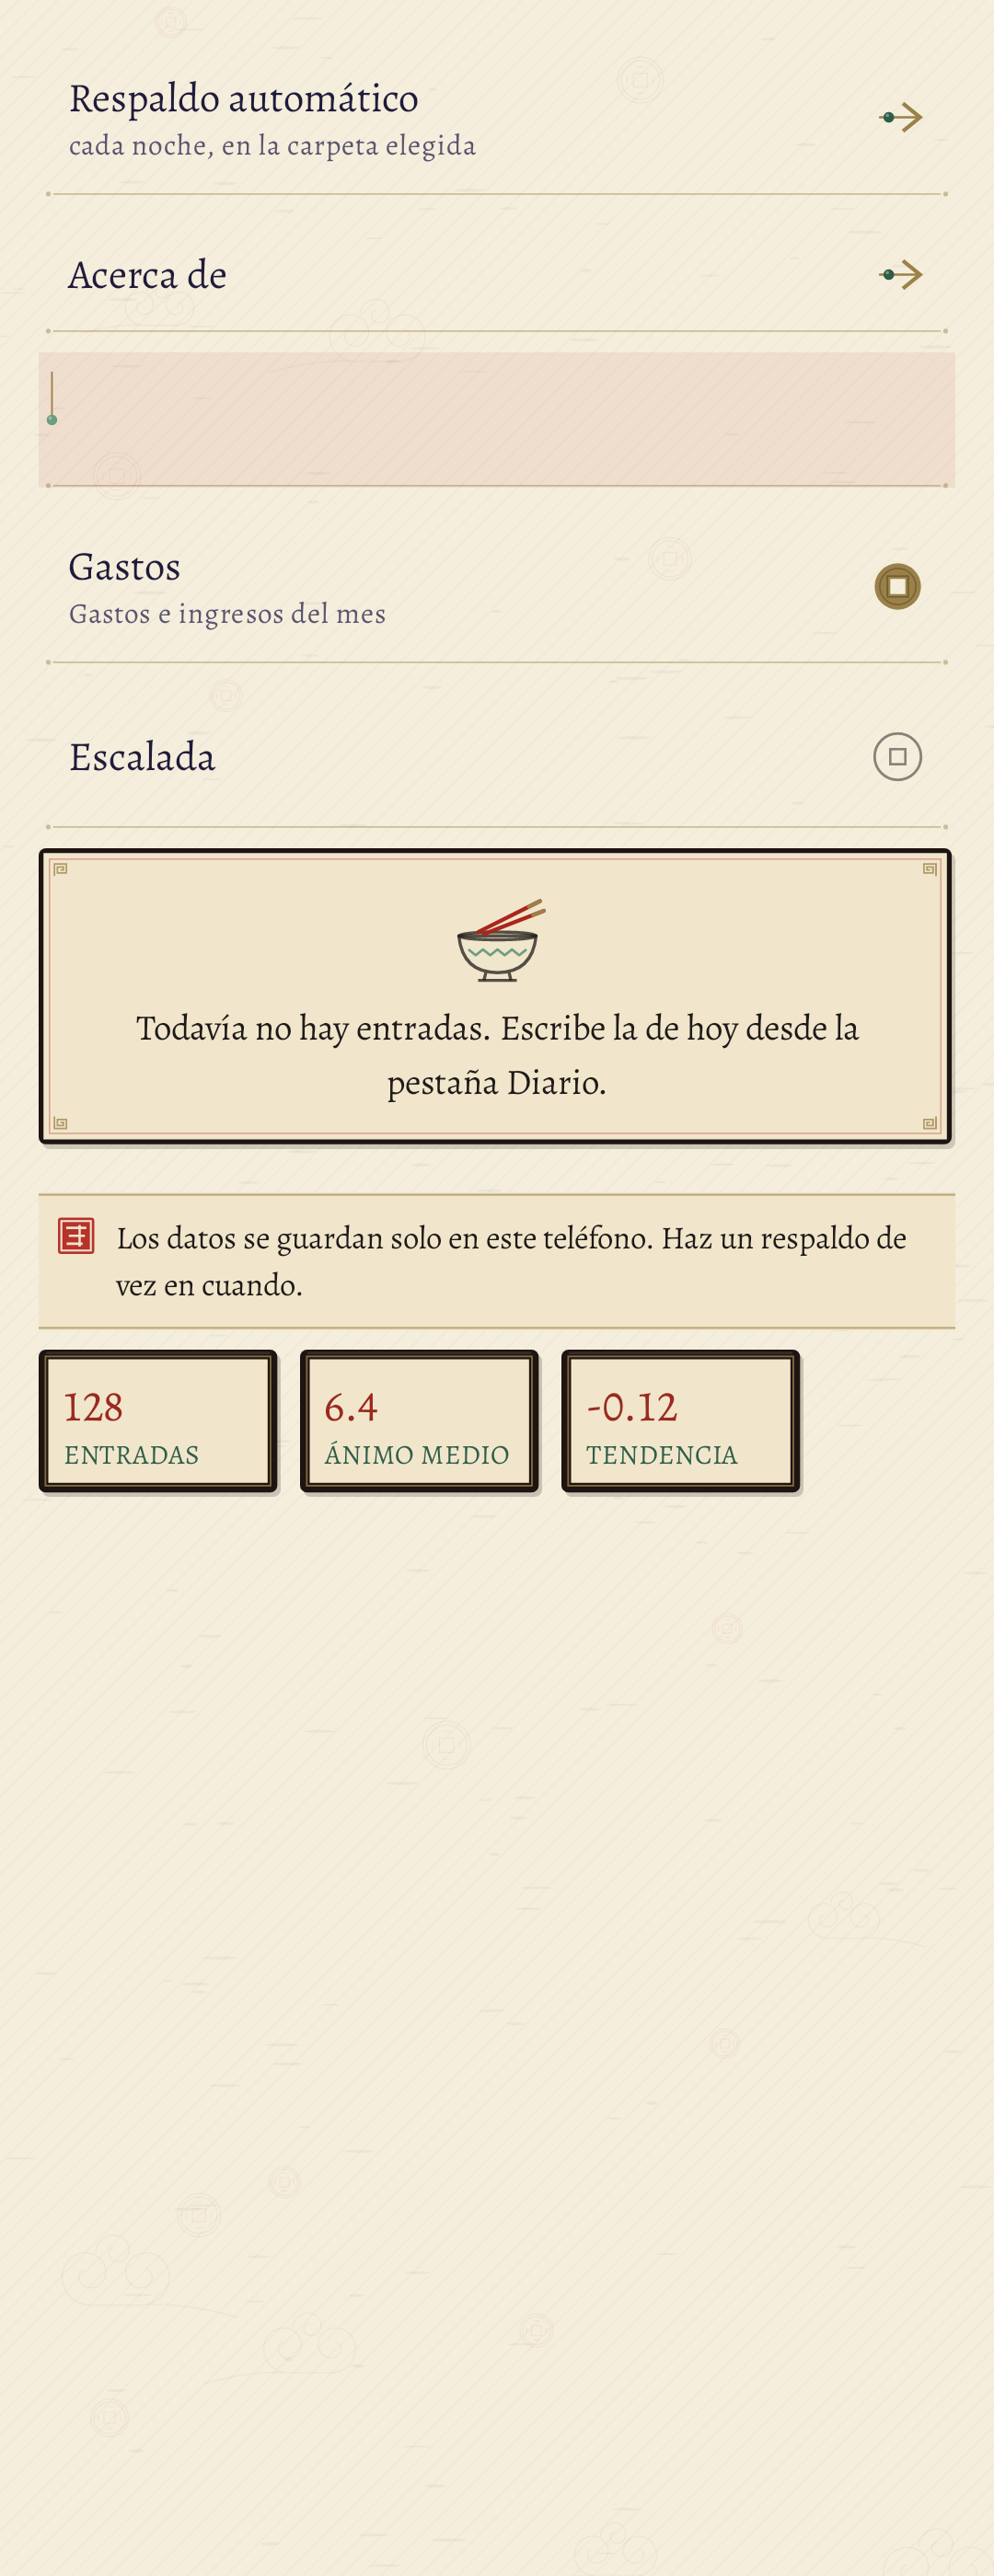 Respaldo automático
cada noche, en la carpeta elegida
Acerca de
Gastos
Gastos e ingresos del mes
Escalada
Todavía no hay entradas. Escribe la de hoy desde la
pestaña Diario.
Los datos se guardan solo en este teléfono. Haz un respaldo de
vez en cuando.
128
ENTRADAS
6.4
ÁNIMO MEDIO
-0.12
TENDENCIA